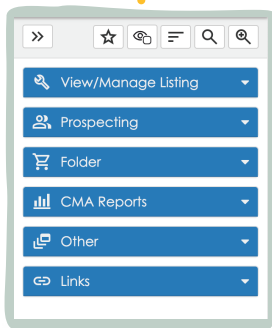 View/Manage Listing
Prospecting
Folder
CMA Reports
Other
Links